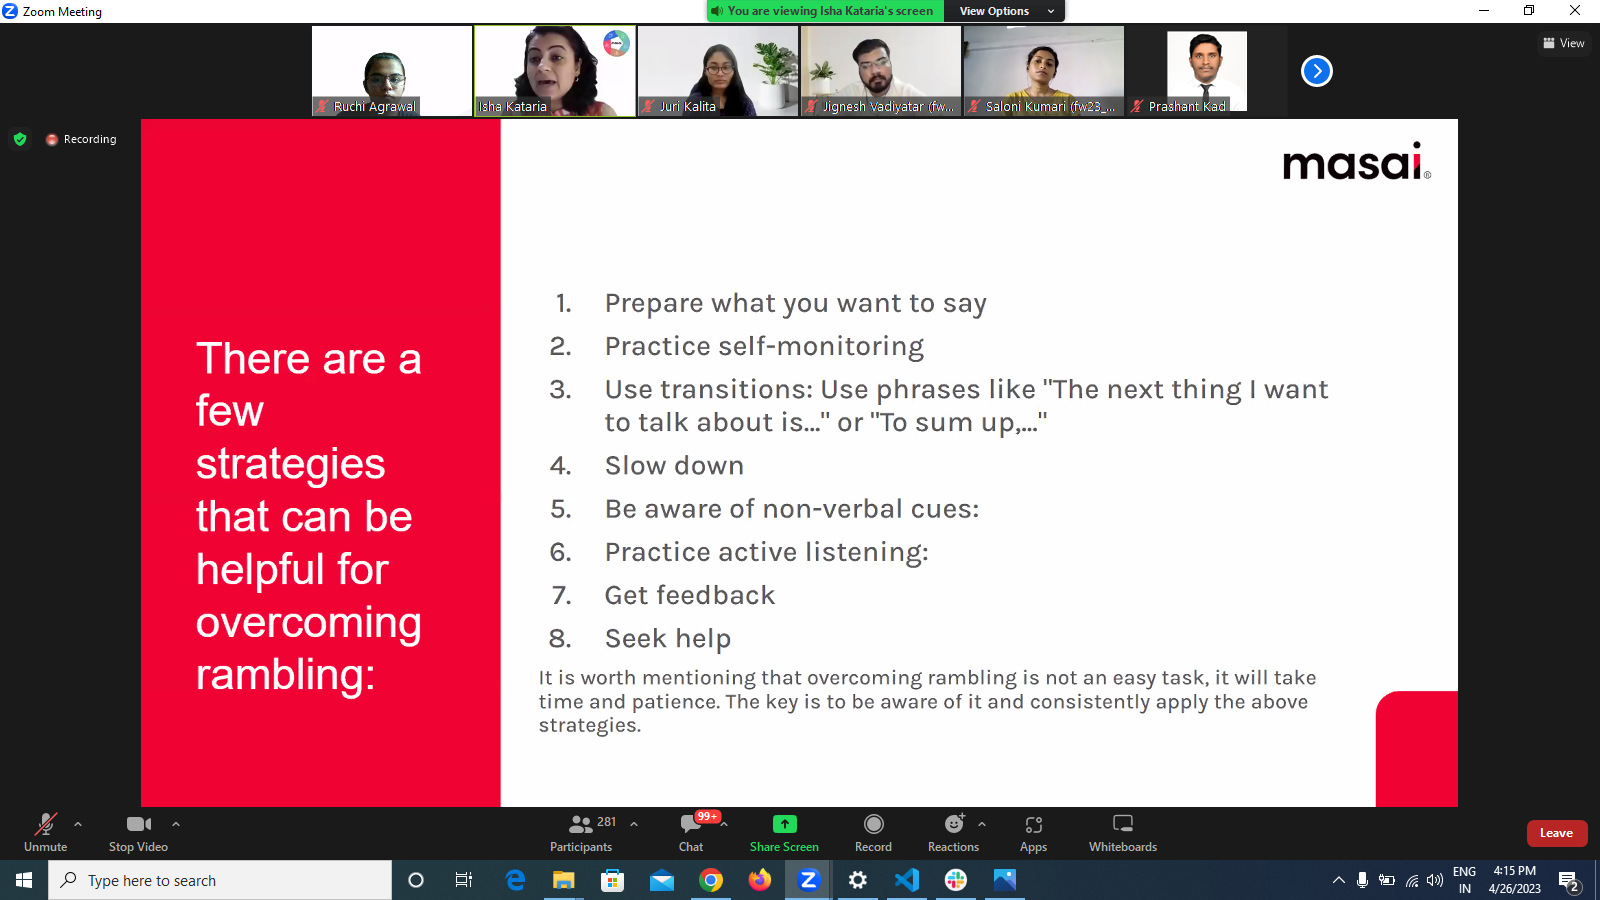 Zoom Meeting
You are viewing Isha Kataria's screen
View Options
Ruchi Agrawal
Isha Kataria
Juri Kalita
Jignesh Vadiyatar (fw...
Saloni Kumari (fw23_...
Prashant Kad
View
Recording
masai®
There are a
few
strategies
that can be
helpful for
overcoming
rambling:
1. Prepare what you want to say
2. Practice self-monitoring
3. Use transitions: Use phrases like "The next thing I want
to talk about is..." or "To sum up,..."
4. Slow down
5. Be aware of non-verbal cues:
6. Practice active listening:
7. Get feedback
8. Seek help
It is worth mentioning that overcoming rambling is not an easy task, it will take
time and patience. The key is to be aware of it and consistently apply the above
strategies.
Unmute
Stop Video
281
Participants
99+
Chat
Share Screen
Record
Reactions
Apps
Whiteboards
Leave
Type here to search
ENG
IN
4:15 PM
4/26/2023
2